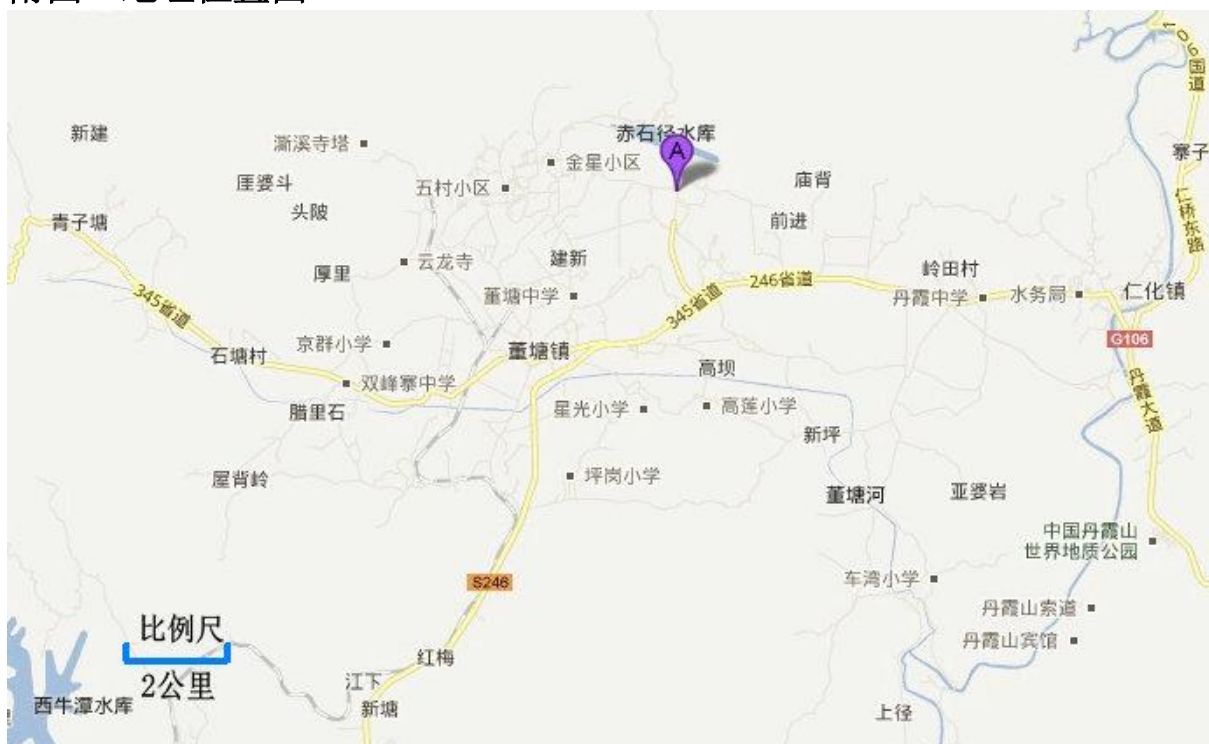 106国道
新建
澌溪寺塔
赤石径水库
A
金星小区
寨子
厓婆斗
五村小区
庙背
头陂
前进
仁桥东路
青子塘
云龙寺
建新
厚里
岭田村
246省道
345省道
董塘中学
丹霞中学
水务局
仁化镇
345省道
G106
京群小学
董塘镇
石塘村
高坝
双峰寨中学
丹霞大道
腊里石
星光小学
高莲小学
新坪
屋背岭
坪岗小学
董塘河
亚婆岩
中国丹霞山
世界地质公园
S246
车湾小学
丹霞山索道
比例尺
丹霞山宾馆
红梅
2公里
江下
西牛潭水库
新塘
上径